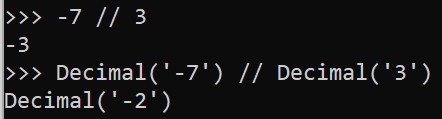 >>> -7 // 3
-3
>>> Decimal('-7') // Decimal('3')
Decimal('-2')